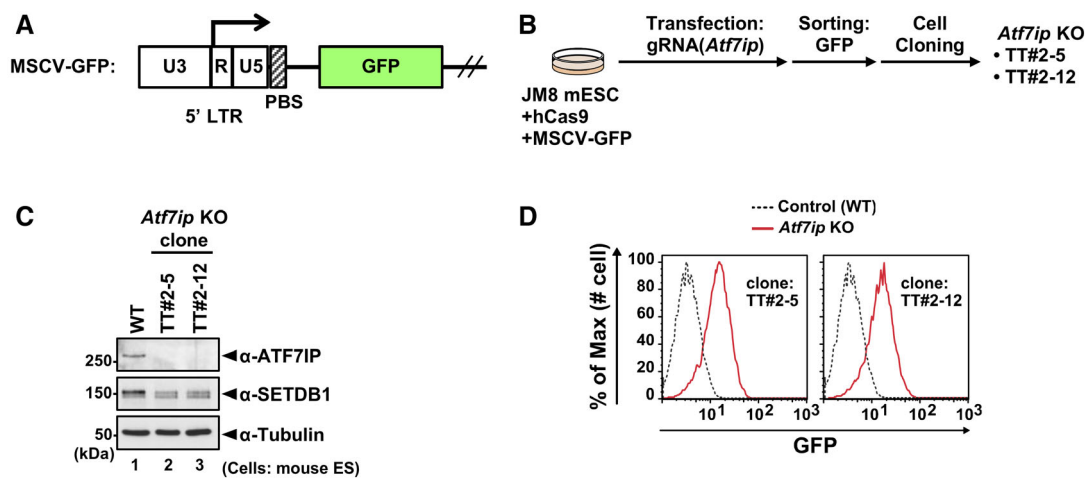 A
MSCV-GFP:
U3
R
U5
GFP
PBS
5' LTR
B
Transfection:
gRNA(Atf7ip)
Sorting:
GFP
Cell
Cloning
Atf7ip KO
• TT#2-5
• TT#2-12
JM8 mESC
+hCas9
+MSCV-GFP
C
Atf7ip KO
clone
WT
TT#2-5
TT#2-12
250
α-ATF7IP
150
α-SETDB1
50
α-Tubulin
(kDa)
1 2 3 (Cells: mouse ES)
D
Control (WT)
Atf7ip KO
% of Max (# cell)
100
80
60
40
20
0
clone:
TT#2-5
10¹ 10² 10³
clone:
TT#2-12
10¹ 10² 10³
GFP